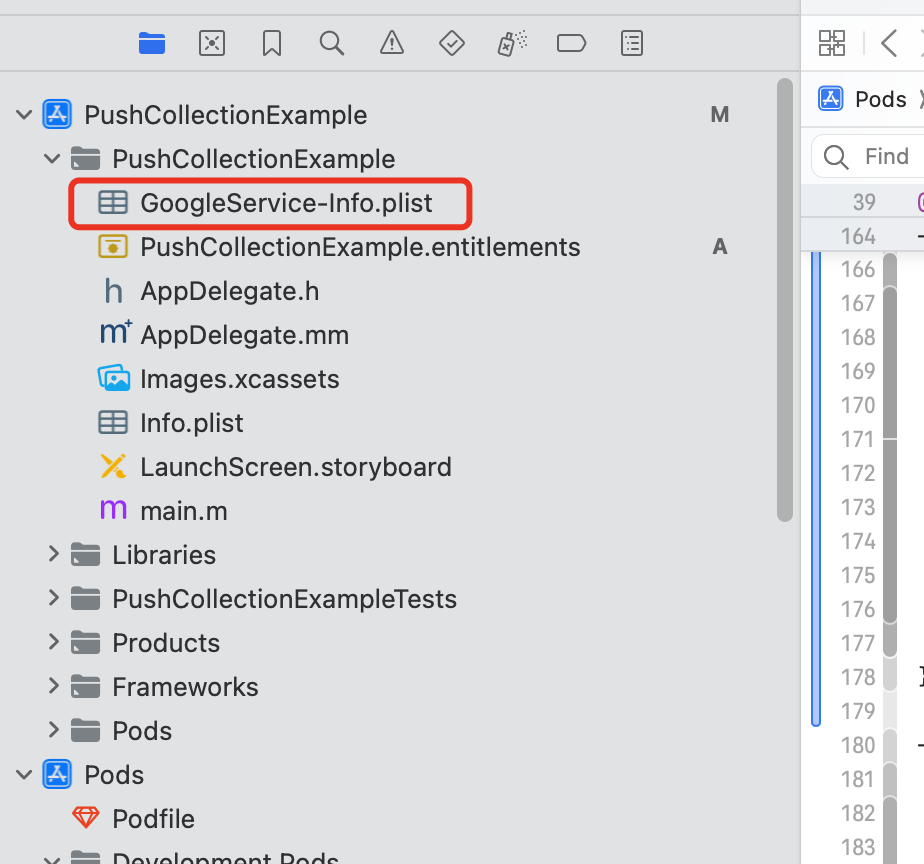 PushCollectionExample M
PushCollectionExample
GoogleService-Info.plist
PushCollectionExample.entitlements A
h AppDelegate.h
m+ AppDelegate.mm
Images.xcassets
Info.plist
LaunchScreen.storyboard
m main.m
Libraries
PushCollectionExampleTests
Products
Frameworks
Pods
Pods
Podfile
Development Pods
Pods
Find
39
164
166
167
168
169
170
171
172
173
174
175
176
177
178
179
180
181
182
183